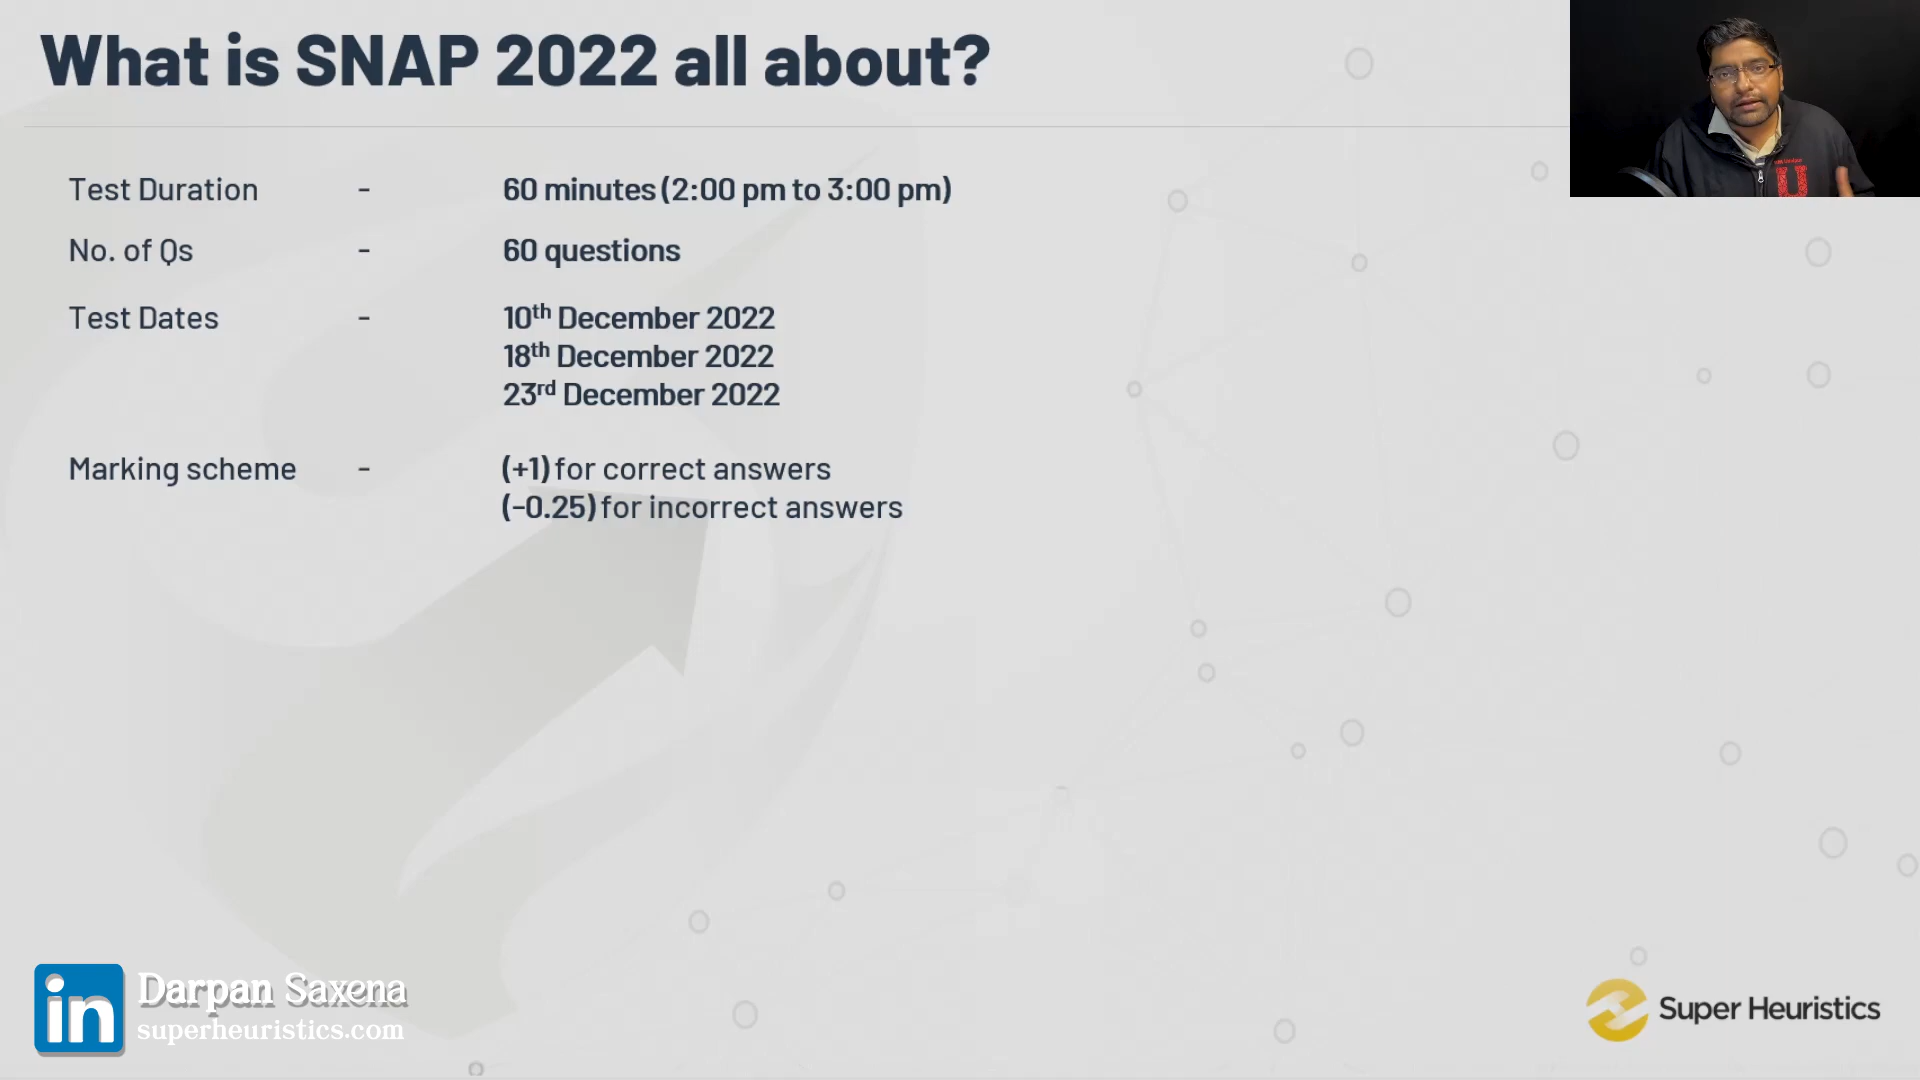 What is SNAP 2022 all about?
Test Duration - 60 minutes (2:00 pm to 3:00 pm)
No. of Qs - 60 questions
Test Dates - 10th December 2022
18th December 2022
23rd December 2022
Marking scheme - (+1) for correct answers
(-0.25) for incorrect answers
U
in Darpan Saxena
superheuristics.com
Super Heuristics